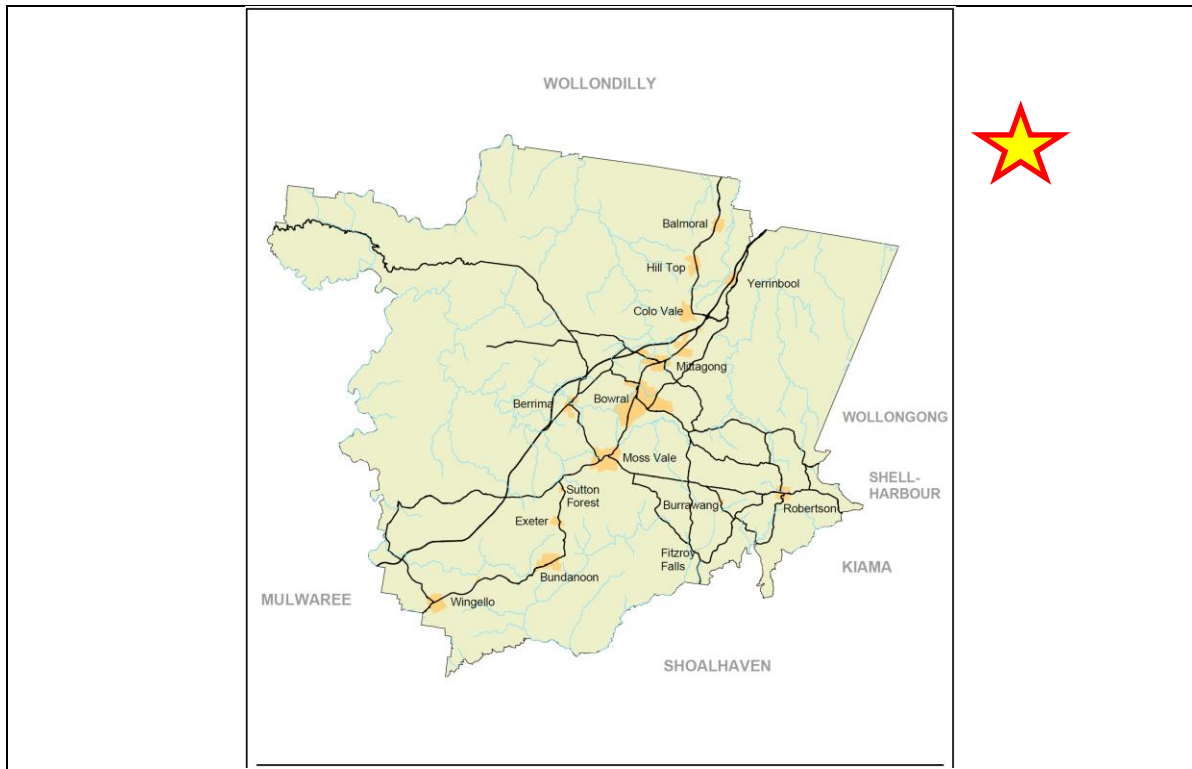 WOLLONDILLY
Balmoral
Hill Top
Yerrinbool
Colo Vale
Mittagong
Berrima
Bowral
WOLLONGONG
Moss Vale
SHELL-
HARBOUR
Sutton
Forest
Burrawang
Robertson
Exeter
Fitzroy
Falls
KIAMA
Bundanoon
MULWAREE
Wingello
SHOALHAVEN